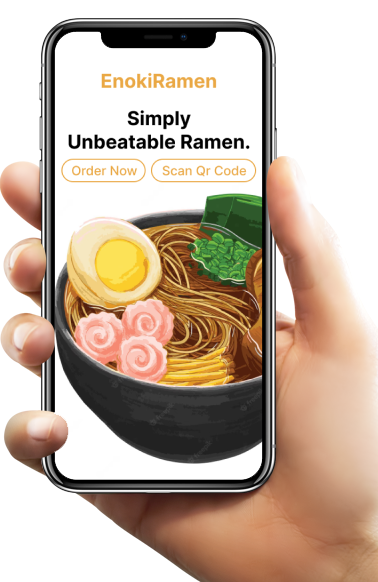 EnokiRamen
Simply
Unbeatable Ramen.
Order Now
Scan Qr Code